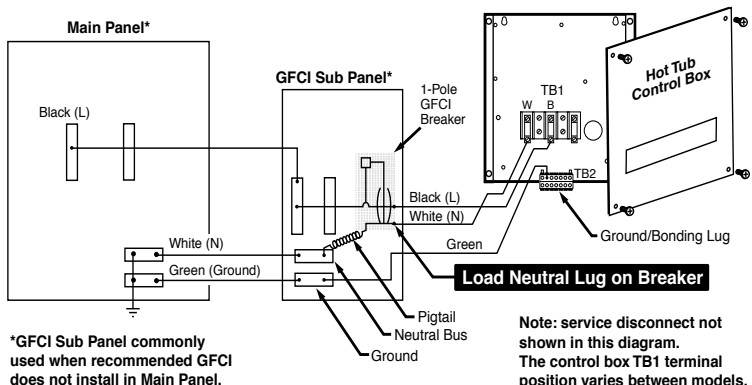 Main Panel*
GFCI Sub Panel*
1-Pole
GFCI
Breaker
Hot Tub
Control Box
TB1
W
B
Black (L)
TB2
Black (L)
White (N)
Ground/Bonding Lug
White (N)
Green
Green (Ground)
Load Neutral Lug on Breaker
Pigtail
Neutral Bus
Ground
*GFCI Sub Panel commonly
used when recommended GFCI
does not install in Main Panel.
Note: service disconnect not
shown in this diagram.
The control box TB1 terminal
position varies between models.